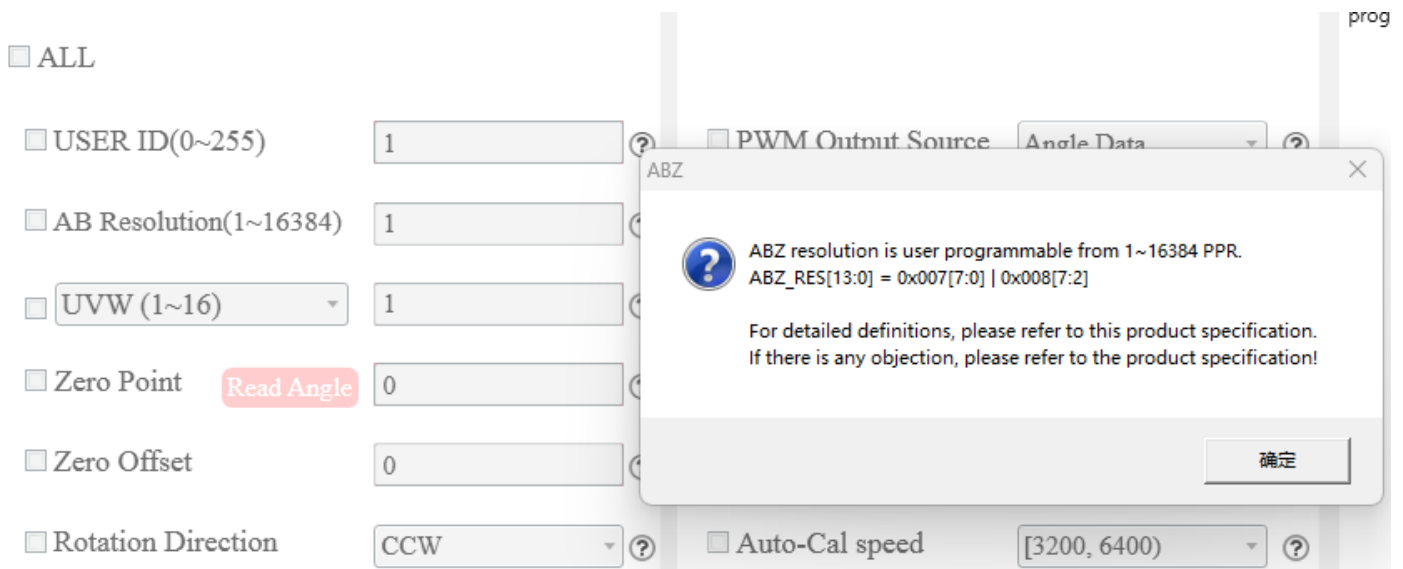 prog
ALL
USER ID(0~255)
1
PWM Output Source
Angle Data
AB Resolution(1~16384)
1
UVW (1~16)
1
Zero Point
Read Angle
0
Zero Offset
0
Rotation Direction
CCW
Auto-Cal speed
[3200, 6400)
ABZ
ABZ resolution is user programmable from 1~16384 PPR.
ABZ_RES[13:0] = 0x007[7:0] | 0x008[7:2]
For detailed definitions, please refer to this product specification.
If there is any objection, please refer to the product specification!
确定